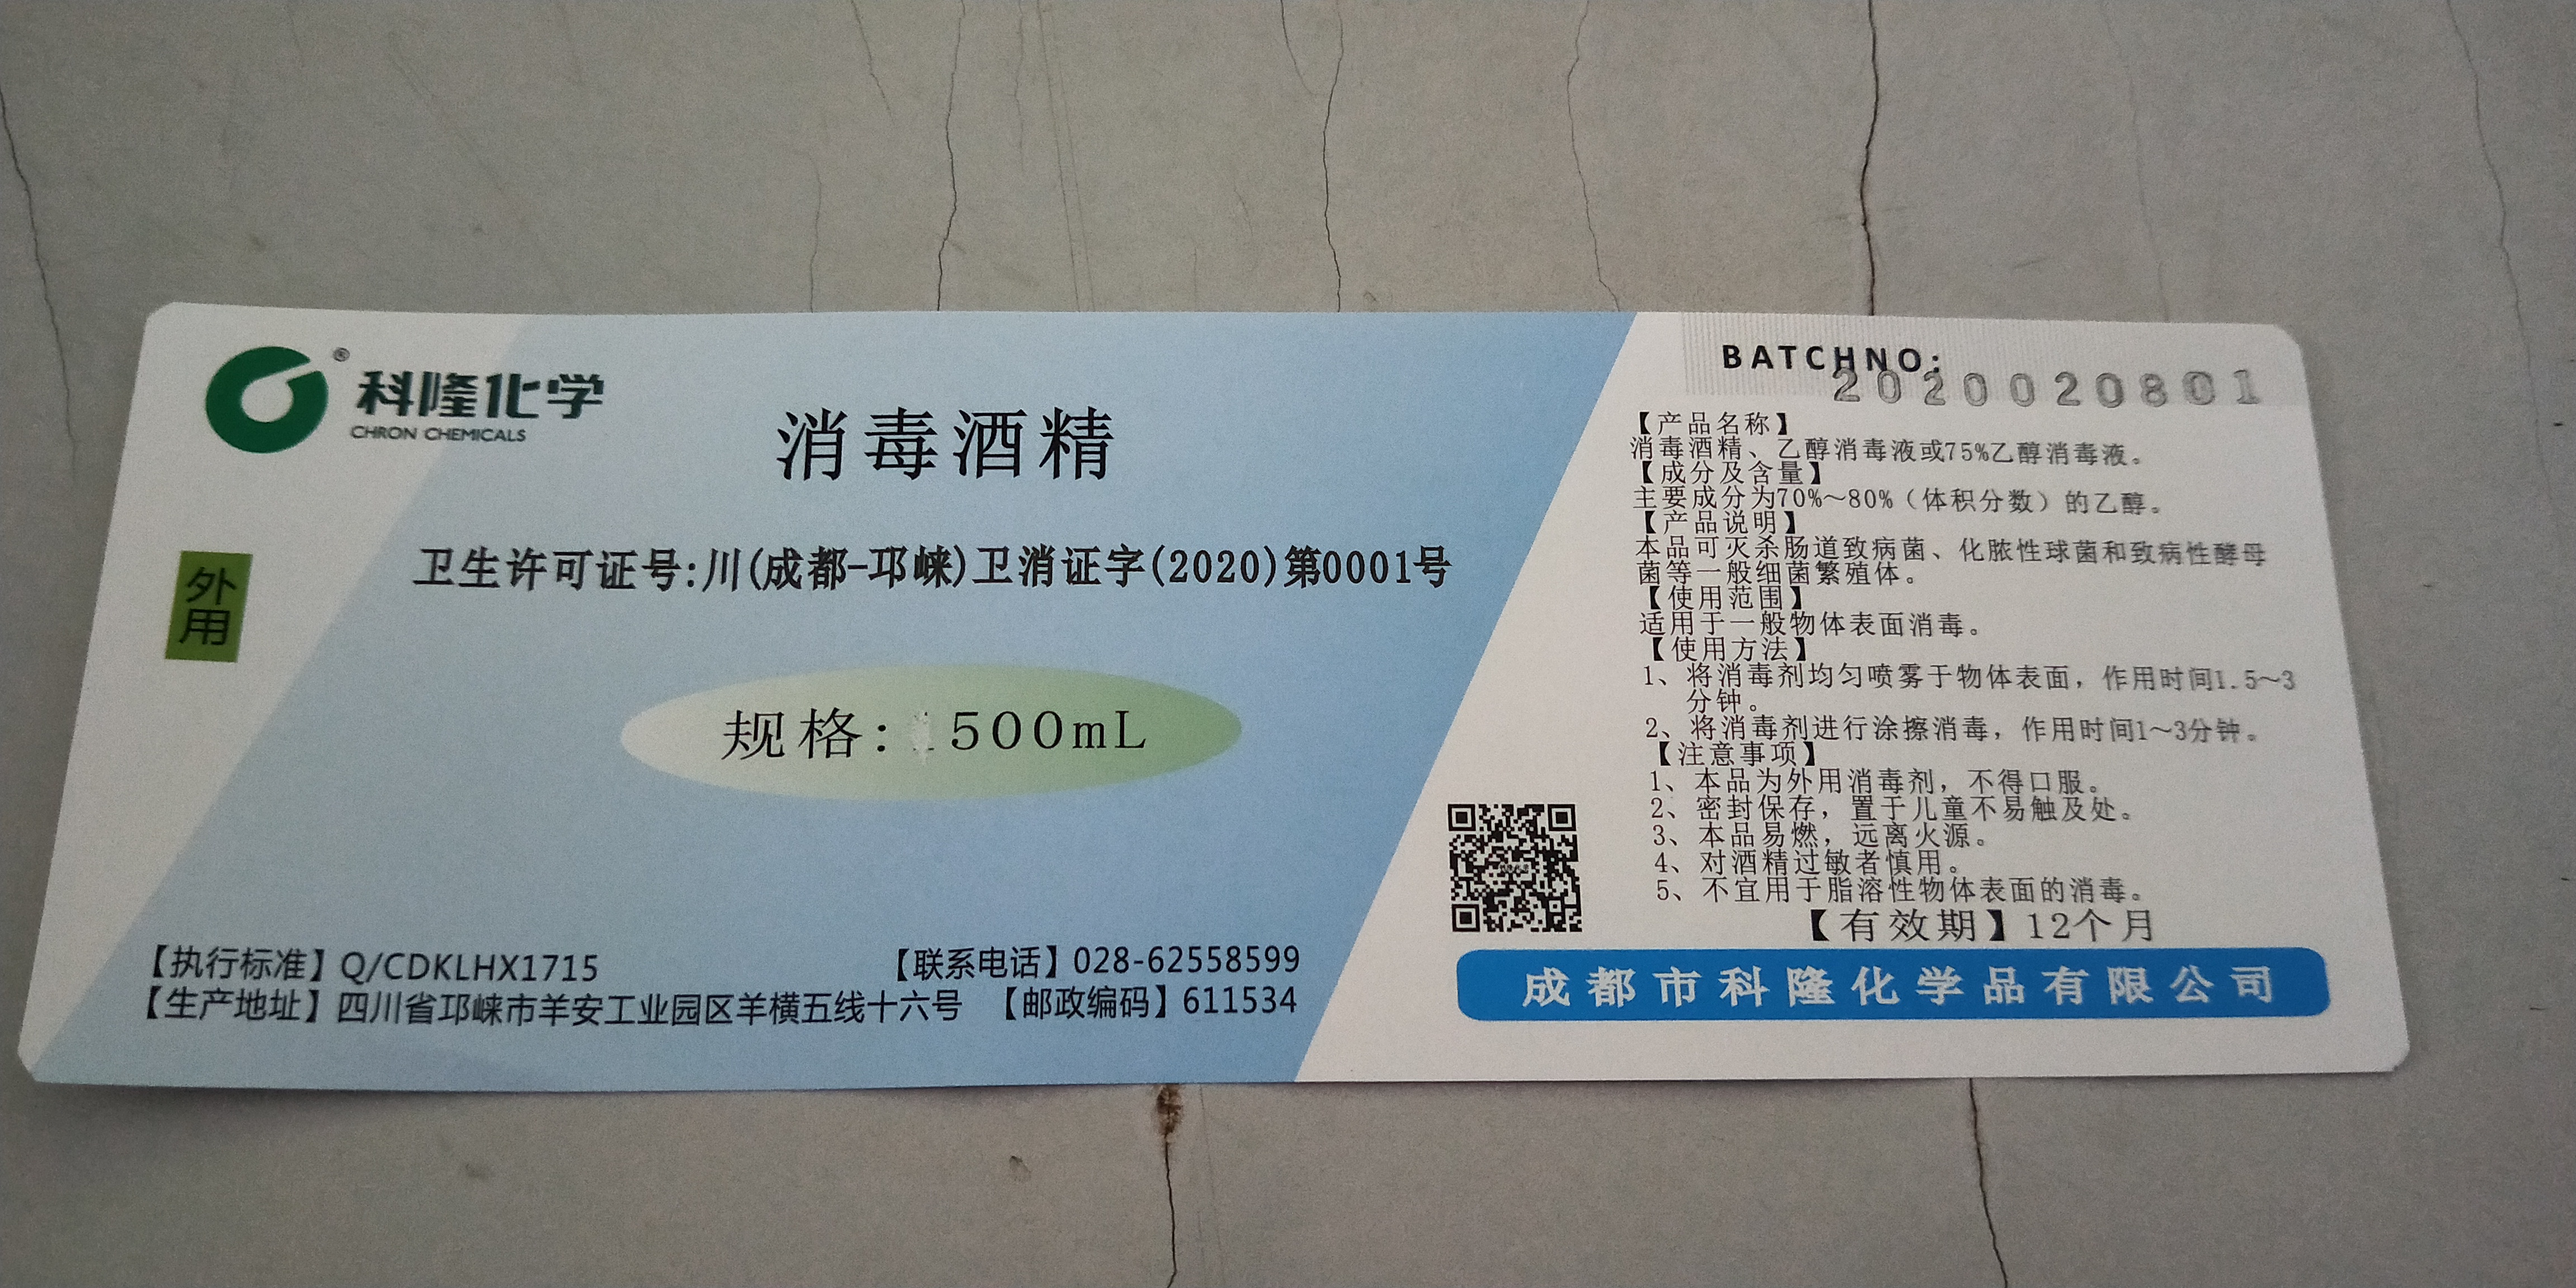 科隆化学®
CHRON CHEMICALS
消毒酒精
外用
卫生许可证号:川(成都-邛崃)卫消证字(2020)第0001号
规格: 500mL
【执行标准】Q/CDKLHX1715 【联系电话】028-62558599
【生产地址】四川省邛崃市羊安工业园区羊横五线十六号 【邮政编码】611534
BATCHNO:
2020020801
【产品名称】
消毒酒精、乙醇消毒液或75%乙醇消毒液。
【成分及含量】
主要成分为70%~80%（体积分数）的乙醇。
【产品说明】
本品可灭杀肠道致病菌、化脓性球菌和致病性酵母
菌等一般细菌繁殖体。
【使用范围】
适用于一般物体表面消毒。
【使用方法】
1、将消毒剂均匀喷雾于物体表面，作用时间1.5~3
分钟。
2、将消毒剂进行涂擦消毒，作用时间1~3分钟。
【注意事项】
1、本品为外用消毒剂，不得口服。
2、密封保存，置于儿童不易触及处。
3、本品易燃，远离火源。
4、对酒精过敏者慎用。
5、不宜用于脂溶性物体表面的消毒。
【有效期】12个月
成都市科隆化学品有限公司